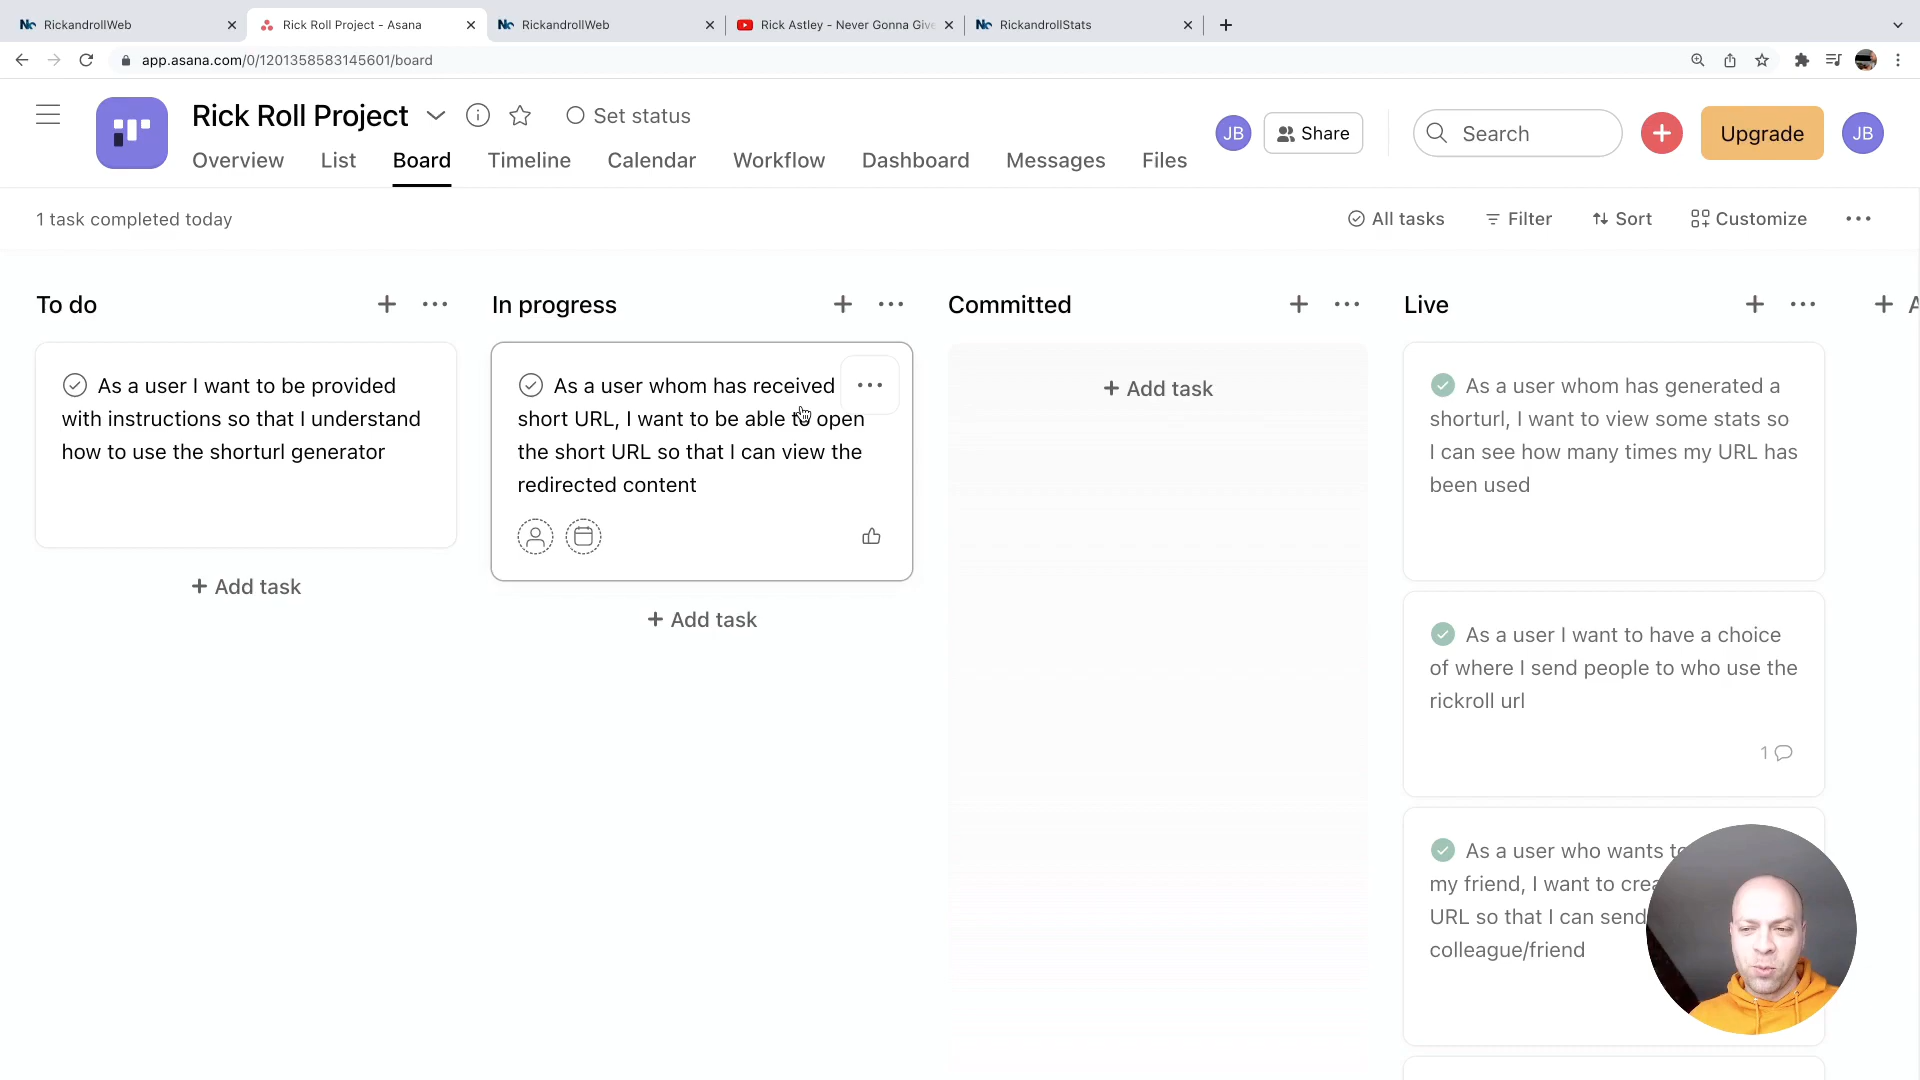 RickandrollWeb
Rick Roll Project - Asana
RickandrollWeb
Rick Astley - Never Gonna Give
RickandrollStats
app.asana.com/0/1201358583145601/board
Rick Roll Project
Set status
JB
Share
Search
Upgrade
JB
Overview
List
Board
Timeline
Calendar
Workflow
Dashboard
Messages
Files
1 task completed today
All tasks
Filter
Sort
Customize
To do
As a user I want to be provided
with instructions so that I understand
how to use the shorturl generator
+ Add task
In progress
As a user whom has received
short URL, I want to be able to open
the short URL so that I can view the
redirected content
+ Add task
Committed
+ Add task
Live
As a user whom has generated a
shorturl, I want to view some stats so
I can see how many times my URL has
been used
As a user I want to have a choice
of where I send people to who use the
rickroll url
1
As a user who wants to
my friend, I want to
URL so that I can send
colleague/friend